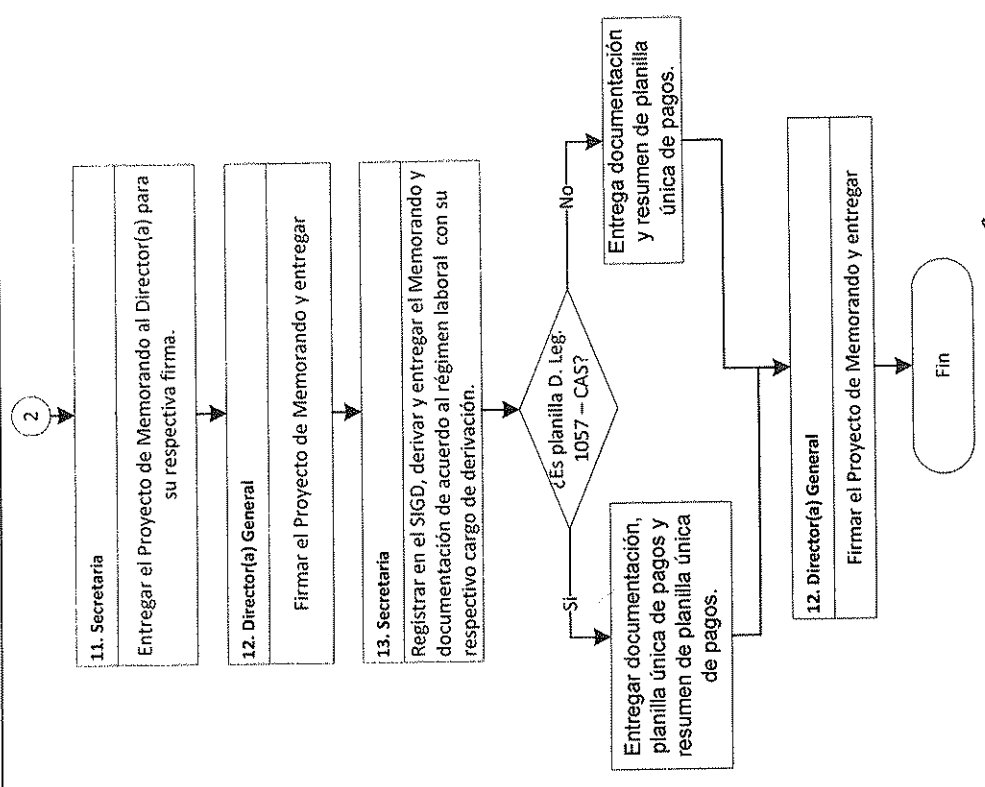 2
11. Secretaria
Entregar el Proyecto de Memorando al Director(a) para
su respectiva firma.
12. Director(a) General
Firmar el Proyecto de Memorando y entregar
13. Secretaria
Registrar en el SIGD, derivar y entregar el Memorando y
documentación de acuerdo al régimen laboral con su
respectivo cargo de derivación.
¿Es planilla D. Leg.
1057 – CAS?
Si
No
Entregar documentación,
planilla única de pagos y
resumen de planilla única
de pagos.
Entrega documentación
y resumen de planilla
única de pagos.
12. Director(a) General
Firmar el Proyecto de Memorando y entregar
Fin